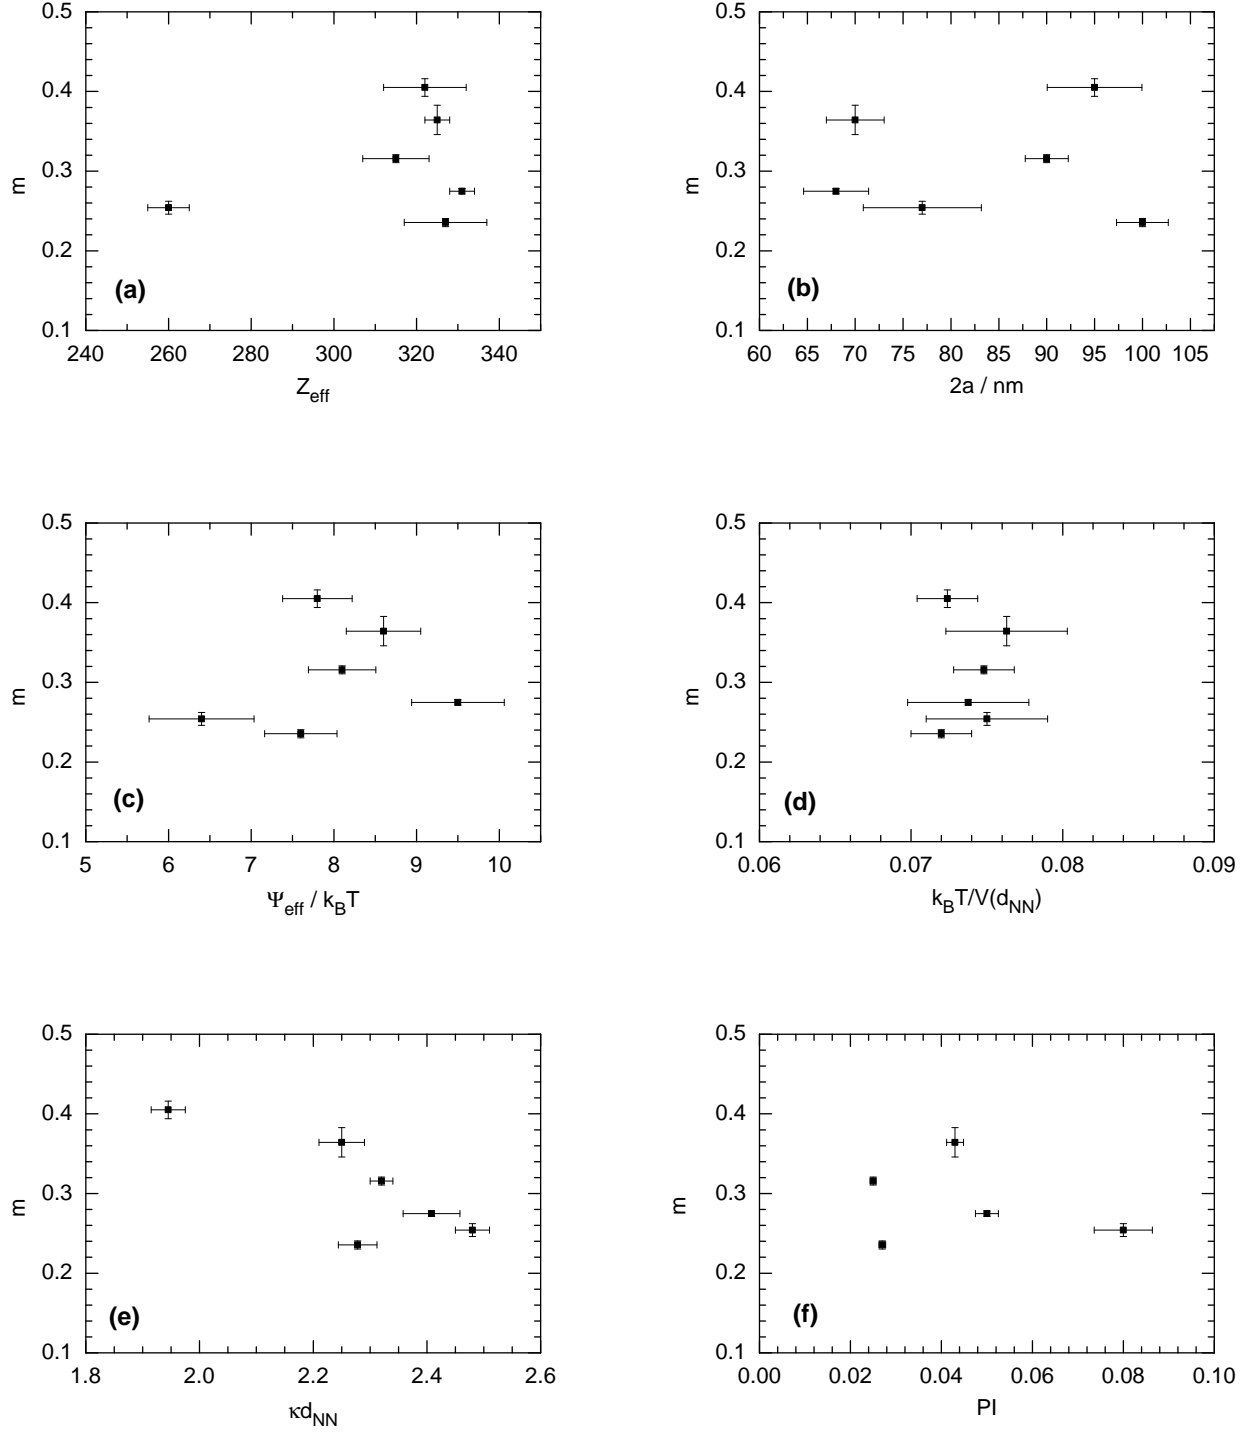 0.5
0.4
0.3
0.2
0.1
m
(a)
240 260 280 300 320 340
Z_eff
0.5
0.4
0.3
0.2
0.1
m
(b)
60 65 70 75 80 85 90 95 100 105
2a / nm
0.5
0.4
0.3
0.2
0.1
m
(c)
5 6 7 8 9 10
Ψ_eff / k_BT
0.5
0.4
0.3
0.2
0.1
m
(d)
0.06 0.07 0.08 0.09
k_BT/V(d_NN)
0.5
0.4
0.3
0.2
0.1
m
(e)
1.8 2.0 2.2 2.4 2.6
κd_NN
0.5
0.4
0.3
0.2
0.1
m
(f)
0.00 0.02 0.04 0.06 0.08 0.10
PI